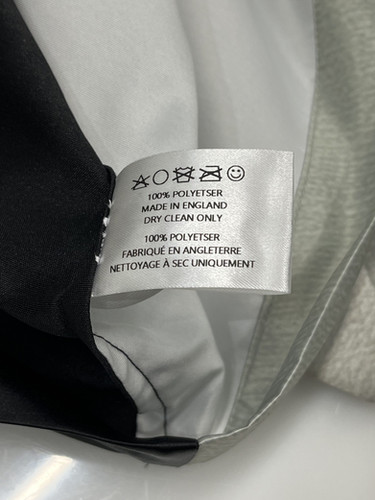 100% POLYETSER
MADE IN ENGLAND
DRY CLEAN ONLY
100% POLYETSER
FABRIQUÉ EN ANGLETERRE
NETTOYAGE À SEC UNIQUEMENT